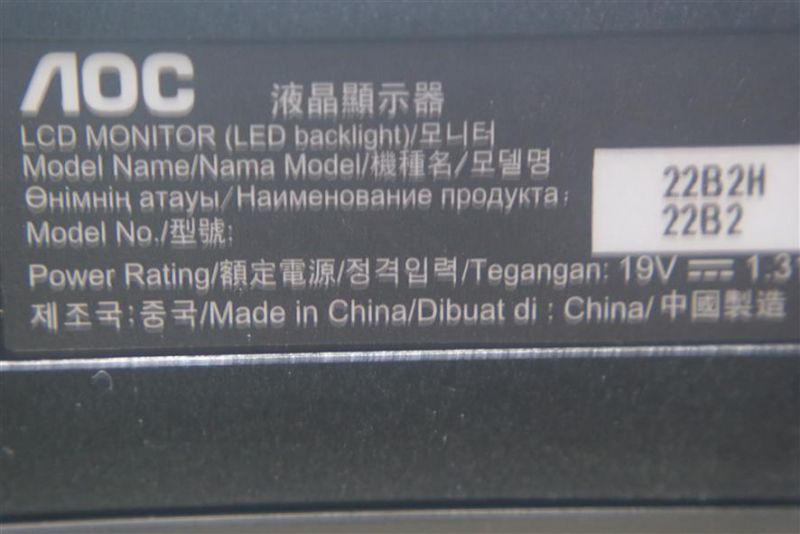 AOC 液晶顯示器
LCD MONITOR (LED backlight)/모니터
Model Name/Nama Model/機種名/모델명
Өнімнің атауы/Наименование продукта: 22B2H
Model No./型號: 22B2
Power Rating/額定電源/정격입력/Tegangan: 19V ⎓ 1.31
제조국:중국/Made in China/Dibuat di : China/中國製造